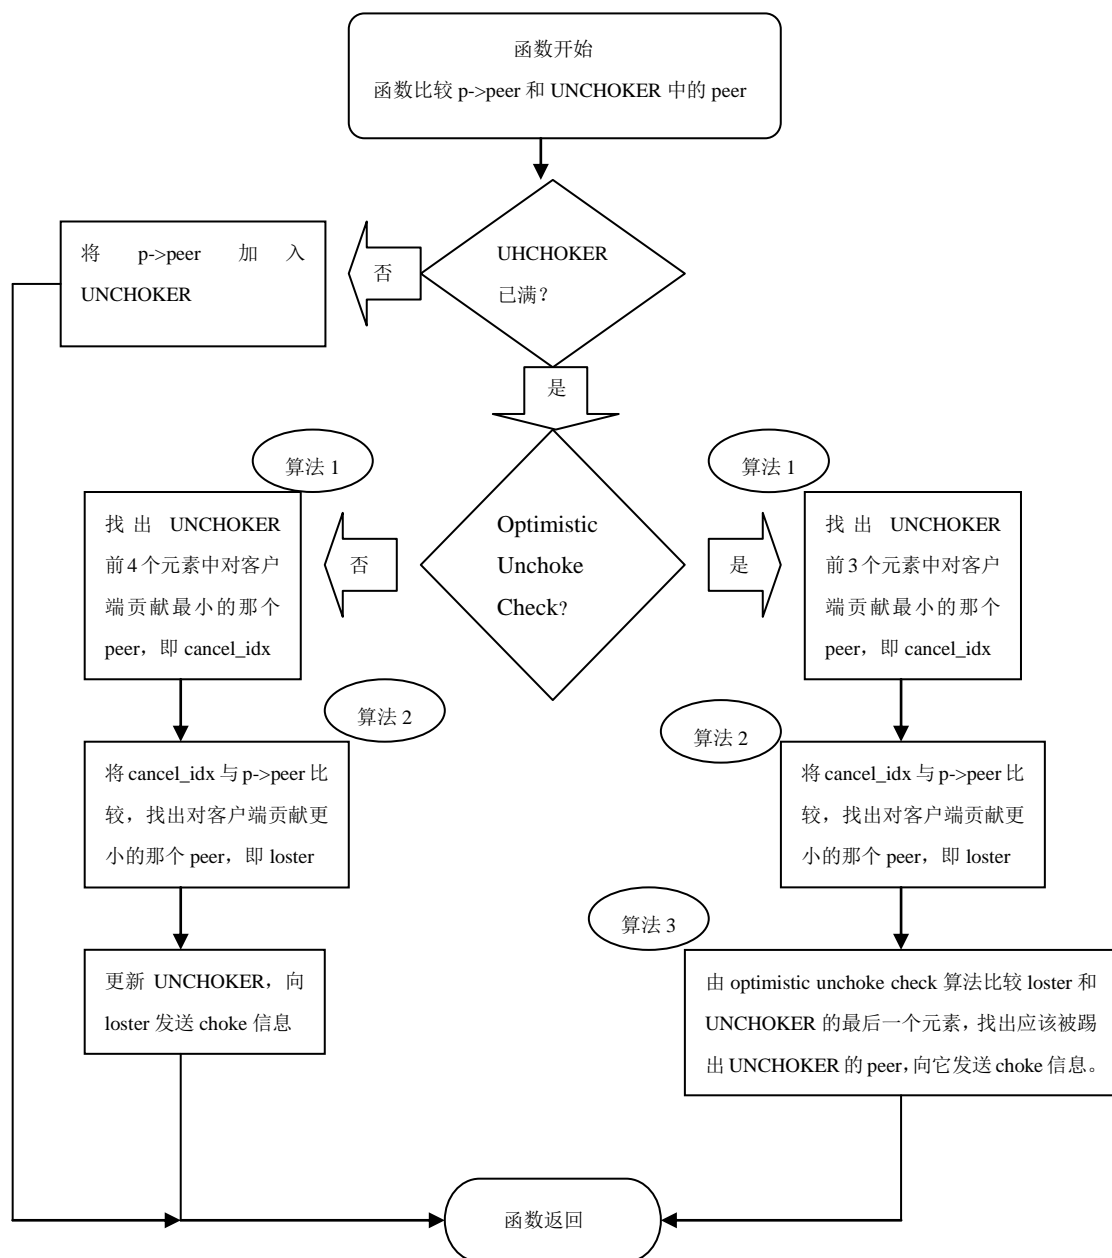 函数开始
函数比较 p->peer 和 UNCHOKER 中的 peer
UHCHOKER
已满？
否
将 p->peer 加入
UNCHOKER
是
Optimistic
Unchoke
Check?
算法 1
否
找出 UNCHOKER
前 4 个元素中对客户
端贡献最小的那个
peer，即 cancel_idx
算法 2
将 cancel_idx 与 p->peer 比
较，找出对客户端贡献更
小的那个 peer，即 loster
更新 UNCHOKER，向
loster 发送 choke 信息
算法 1
是
找出 UNCHOKER
前 3 个元素中对客户
端贡献最小的那个
peer，即 cancel_idx
算法 2
将 cancel_idx 与 p->peer 比
较，找出对客户端贡献更
小的那个 peer，即 loster
算法 3
由 optimistic unchoke check 算法比较 loster 和
UNCHOKER 的最后一个元素，找出应该被踢
出 UNCHOKER 的 peer，向它发送 choke 信息。
函数返回